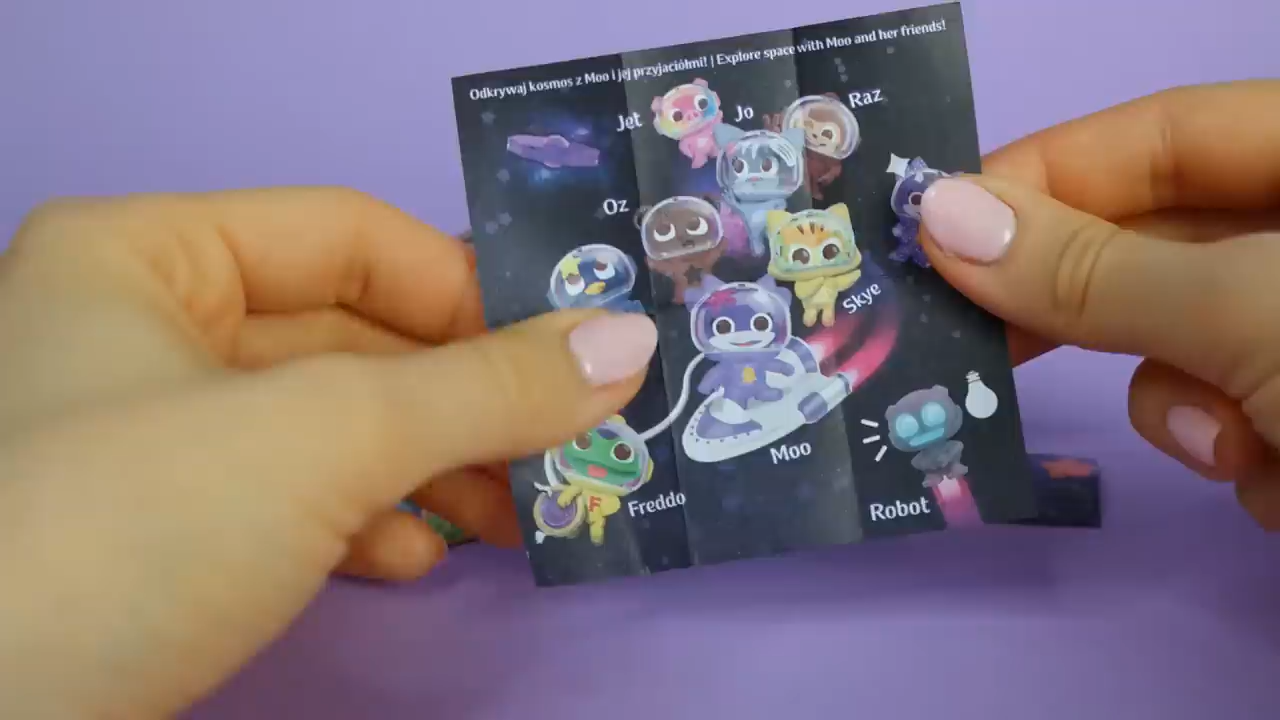 Odkrywaj kosmos z Moo i jej przyjaciółmi! | Explore space with Moo and her friends!
Jet
Jo
Raz
Oz
Skye
Moo
Freddo
F
Robot